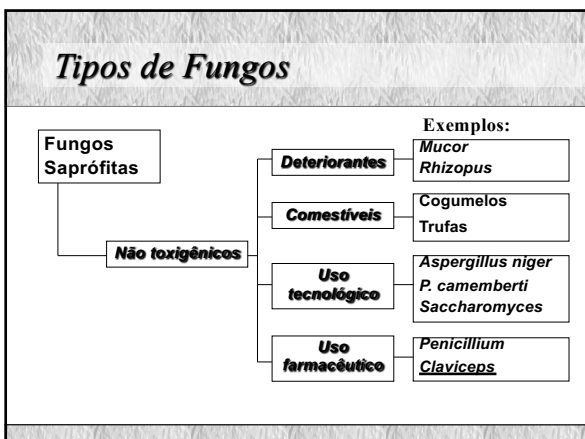 Tipos de Fungos
Fungos
Saprófitas
Não toxigênicos
Exemplos:
Deteriorantes
Mucor
Rhizopus
Comestíveis
Cogumelos
Trufas
Uso
tecnológico
Aspergillus niger
P. camemberti
Saccharomyces
Uso
farmacêutico
Penicillium
Claviceps